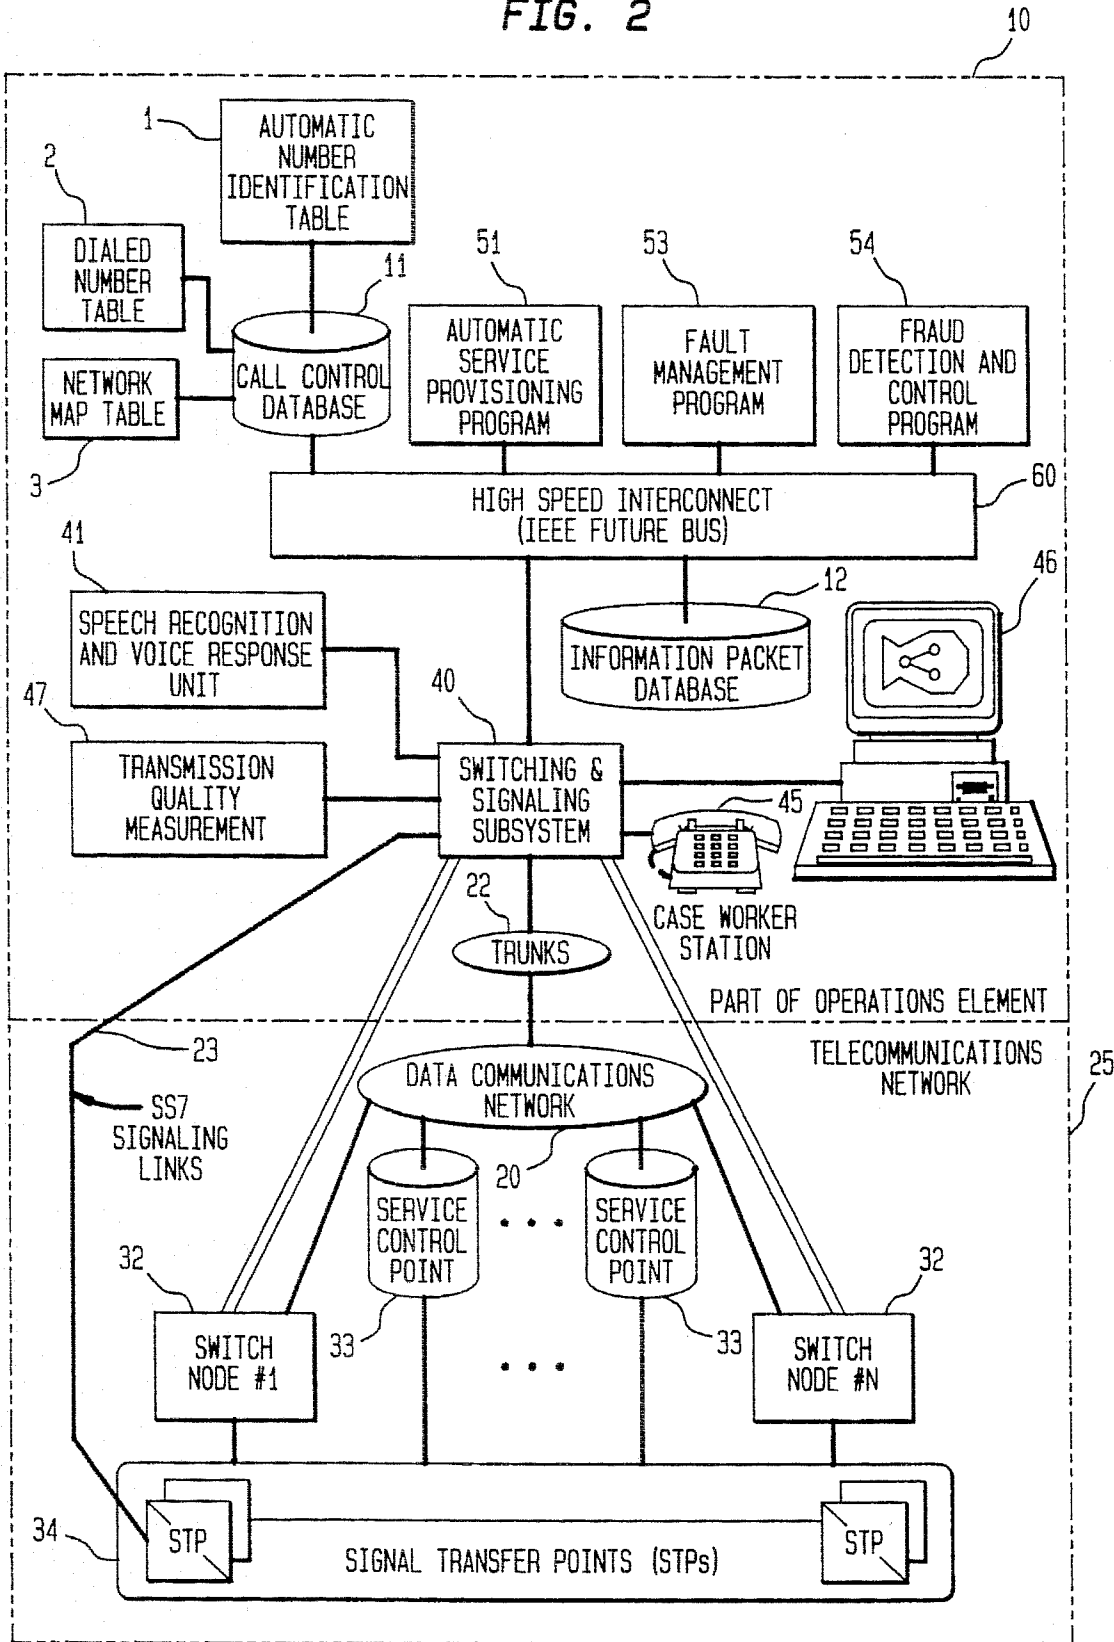 FIG. 2
10
1
AUTOMATIC
NUMBER
IDENTIFICATION
TABLE
2
DIALED
NUMBER
TABLE
11
51
53
54
CALL CONTROL
DATABASE
AUTOMATIC
SERVICE
PROVISIONING
PROGRAM
FAULT
MANAGEMENT
PROGRAM
FRAUD
DETECTION AND
CONTROL
PROGRAM
NETWORK
MAP TABLE
3
HIGH SPEED INTERCONNECT
(IEEE FUTURE BUS)
60
41
SPEECH RECOGNITION
AND VOICE RESPONSE
UNIT
12
INFORMATION PACKET
DATABASE
46
47
TRANSMISSION
QUALITY
MEASUREMENT
40
SWITCHING &
SIGNALING
SUBSYSTEM
45
CASE WORKER
STATION
22
TRUNKS
PART OF OPERATIONS ELEMENT
23
TELECOMMUNICATIONS
NETWORK
25
DATA COMMUNICATIONS
NETWORK
SS7
SIGNALING
LINKS
20
SERVICE
CONTROL
POINT
• • •
SERVICE
CONTROL
POINT
32
32
33
33
SWITCH
NODE #1
• • •
SWITCH
NODE #N
34
STP
SIGNAL TRANSFER POINTS (STPs)
STP